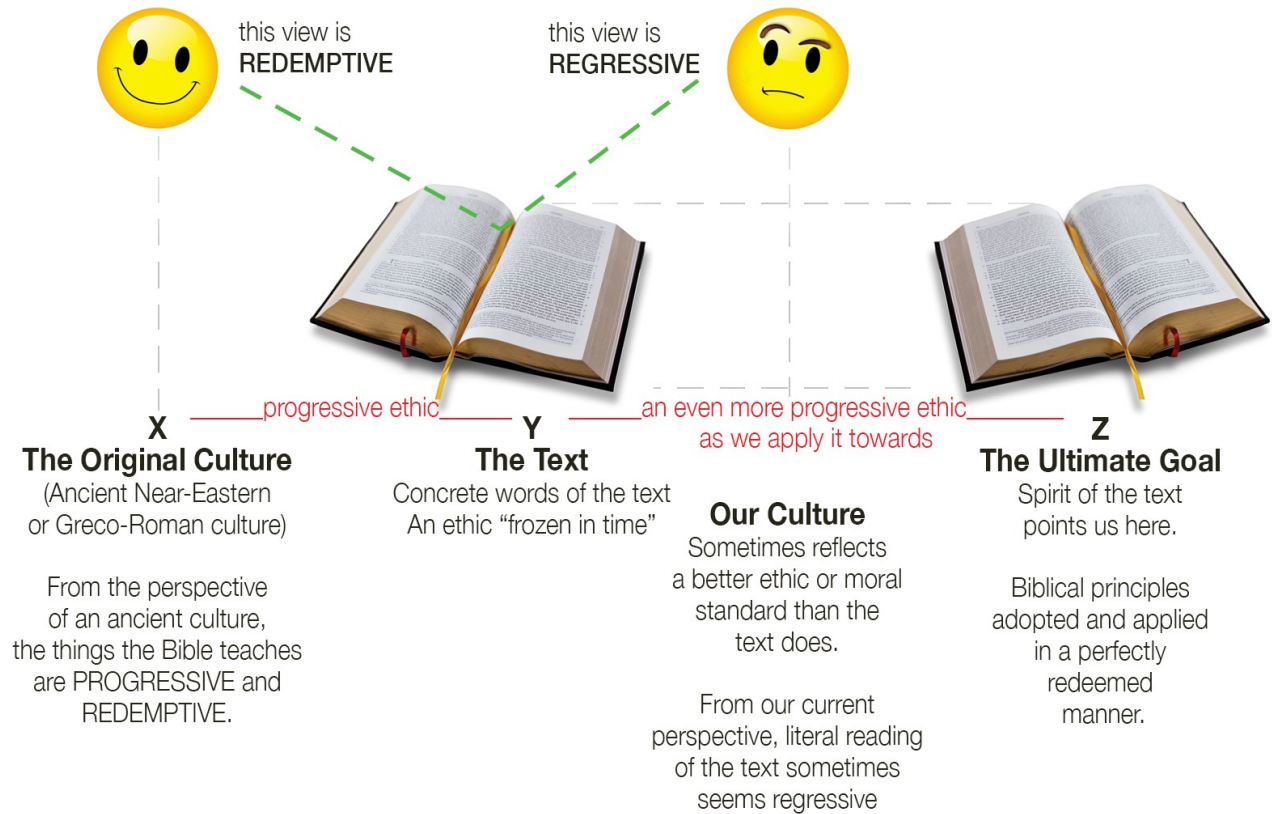 this view is
REDEMPTIVE
this view is
REGRESSIVE
progressive ethic
an even more progressive ethic
as we apply it towards
X
The Original Culture
(Ancient Near-Eastern
or Greco-Roman culture)
From the perspective
of an ancient culture,
the things the Bible teaches
are PROGRESSIVE and
REDEMPTIVE.
Y
The Text
Concrete words of the text
An ethic “frozen in time”
Our Culture
Sometimes reflects
a better ethic or moral
standard than the
text does.
From our current
perspective, literal reading
of the text sometimes
seems regressive
Z
The Ultimate Goal
Spirit of the text
points us here.
Biblical principles
adopted and applied
in a perfectly
redeemed
manner.